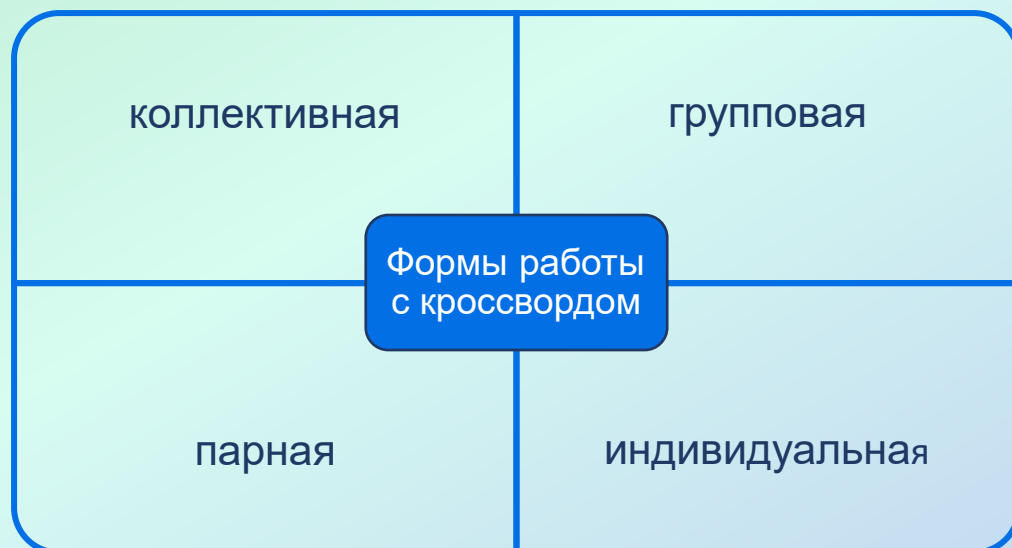 коллективная
групповая
Формы работы
с кроссвордом
парная
индивидуальная